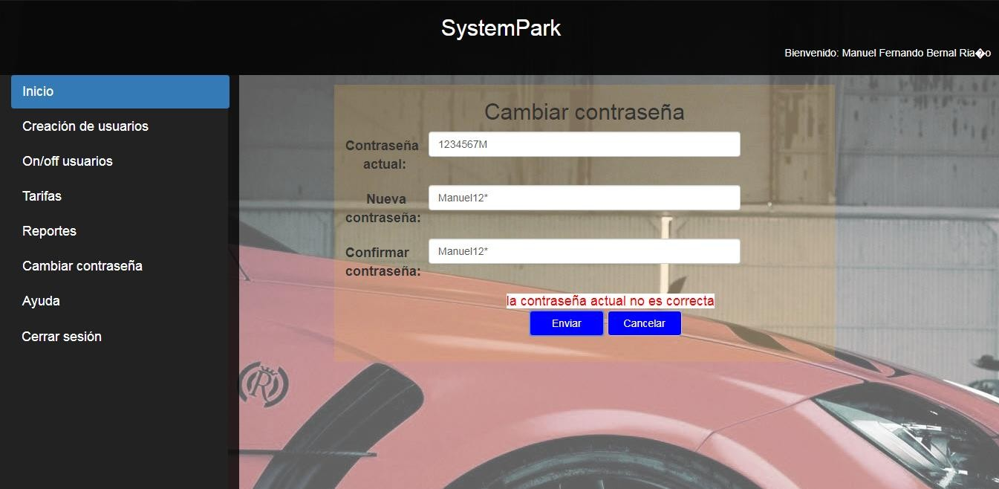 SystemPark
Bienvenido: Manuel Fernando Bernal Ria�o
Inicio
Creación de usuarios
On/off usuarios
Tarifas
Reportes
Cambiar contraseña
Ayuda
Cerrar sesión
Cambiar contraseña
Contraseña
actual:
1234567M
Nueva
contraseña:
Manuel12*
Confirmar
contraseña:
Manuel12*
la contraseña actual no es correcta
Enviar
Cancelar
R